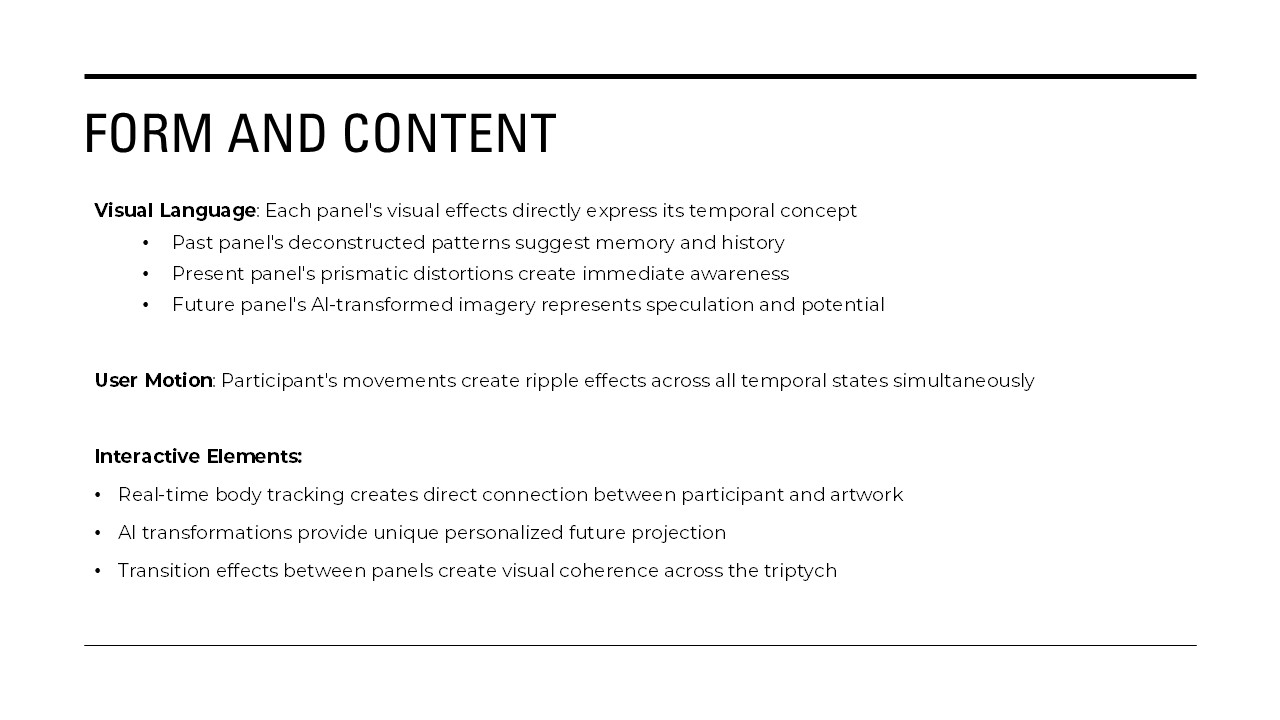 FORM AND CONTENT
Visual Language: Each panel's visual effects directly express its temporal concept
• Past panel's deconstructed patterns suggest memory and history
• Present panel's prismatic distortions create immediate awareness
• Future panel's AI-transformed imagery represents speculation and potential
User Motion: Participant's movements create ripple effects across all temporal states simultaneously
Interactive Elements:
• Real-time body tracking creates direct connection between participant and artwork
• AI transformations provide unique personalized future projection
• Transition effects between panels create visual coherence across the triptych